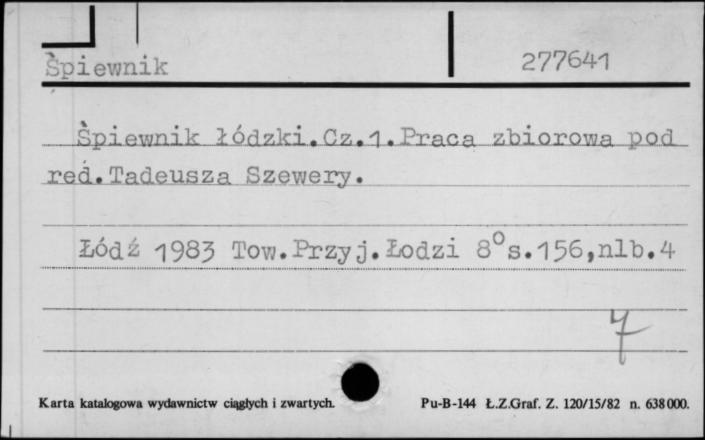 Śpiewnik 277641
Śpiewnik łódzki.Cz.1.Praca zbiorowa pod
red.Tadeusza Szewery.
Łódź 1983 Tow.Przyj.Łodzi 8°s.156,nlb.4
Karta katalogowa wydawnictw ciągłych i zwartych. Pu-B-144 Ł.Z.Graf. Z. 120/15/82 n. 638000.